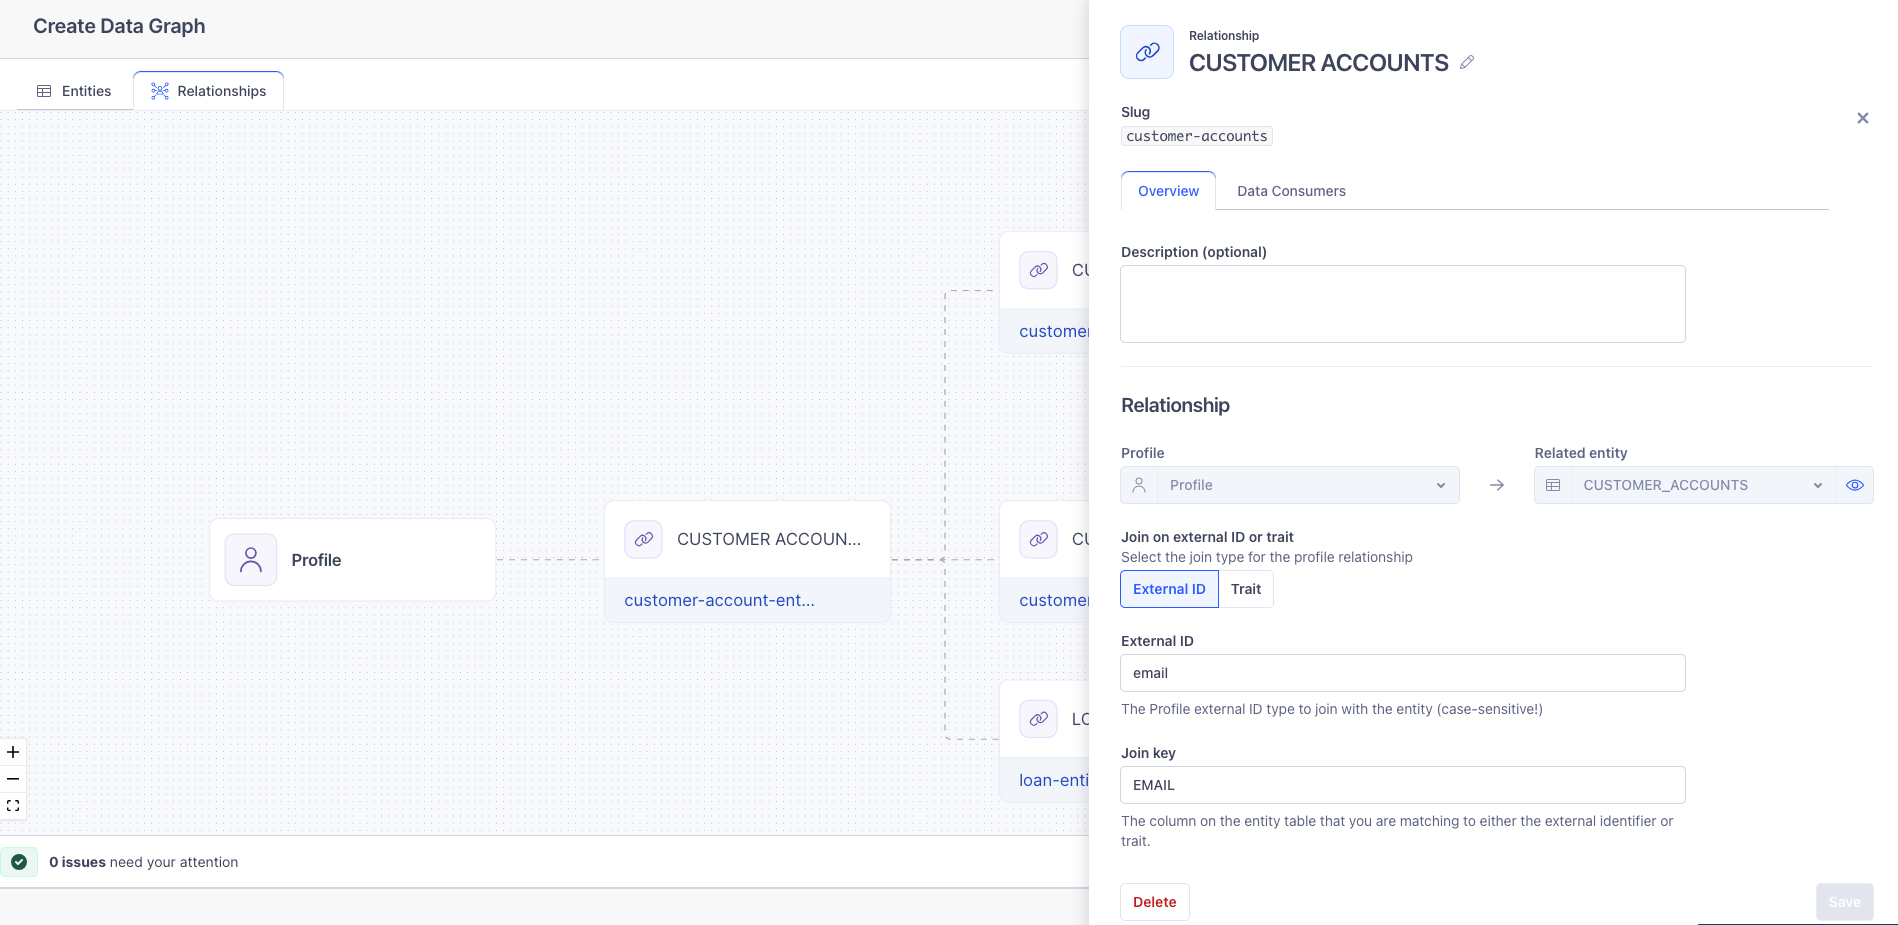 Create Data Graph
Entities
Relationships
CU
customer
Profile
CUSTOMER ACCOUN...
customer-account-ent...
CU
customer
LO
loan-enti
0 issues need your attention
Relationship
CUSTOMER ACCOUNTS
Slug
customer-accounts
Overview
Data Consumers
Description (optional)
Relationship
Profile
Profile
Related entity
CUSTOMER_ACCOUNTS
Join on external ID or trait
Select the join type for the profile relationship
External ID
Trait
External ID
email
The Profile external ID type to join with the entity (case-sensitive!)
Join key
EMAIL
The column on the entity table that you are matching to either the external identifier or
trait.
Delete
Save